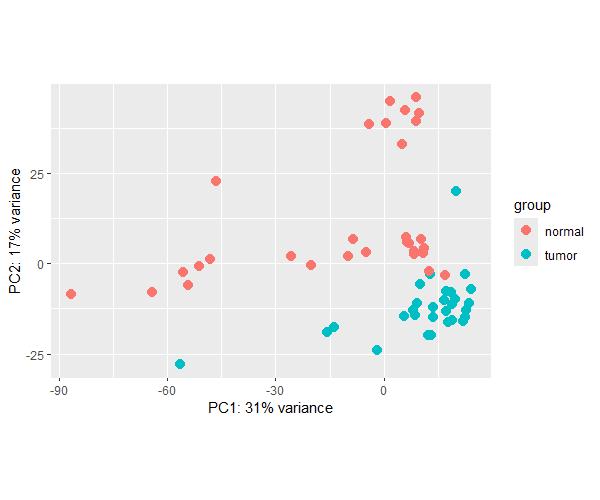 25
0
-25
-90
-60
-30
0
PC1: 31% variance
PC2: 17% variance
group
normal
tumor